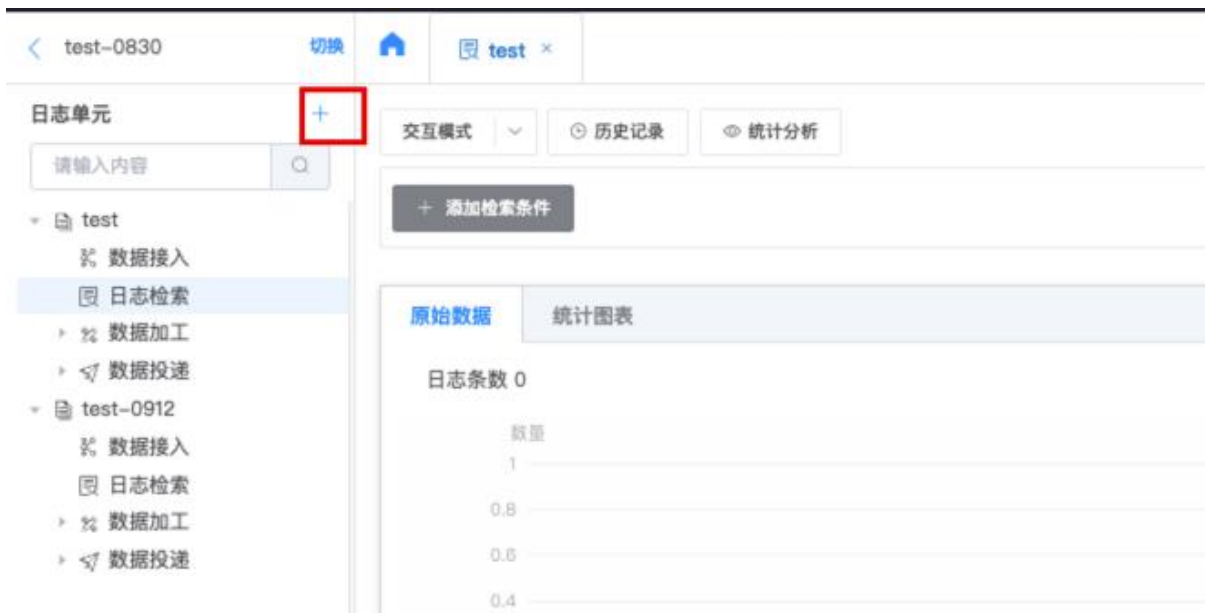 test-0830 切换 test ×
日志单元
交互模式 历史记录 统计分析
请输入内容
+ 添加检索条件
test
数据接入
日志检索
数据加工
数据投递
test-0912
数据接入
日志检索
数据加工
数据投递
原始数据 统计图表
日志条数 0
数量
1
0.8
0.6
0.4